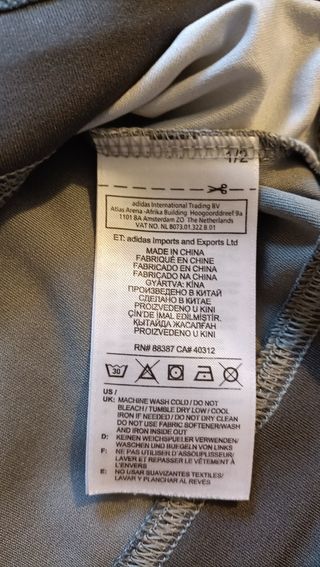 1/2
adidas International Trading BV
Atlas Arena -Afrika Building Hoogoorddreef 9a
1101 BA Amsterdam ZO The Netherlands
VAT NO. NL 8073.01.322.B.01
ET: adidas Imports and Exports Ltd
MADE IN CHINA
FABRIQUÉ EN CHINE
FABRICADO EN CHINA
FABRICADO NA CHINA
GYÁRTVA: KÍNA
ПРОИЗВЕДЕНО В КИТАЙ
СДЕЛАНО В КИТАЕ
PROIZVEDENO U KINI
ÇİN'DE İMAL EDİLMİŞTİR.
ҚЫТАЙДА ЖАСАЛҒАН
PROIZVEDENO U KINI
RN# 88387 CA# 40312
30
US /
UK: MACHINE WASH COLD / DO NOT
BLEACH / TUMBLE DRY LOW / COOL
IRON IF NEEDED / DO NOT DRY CLEAN
DO NOT USE FABRIC SOFTENER/WASH
AND IRON INSIDE OUT
D: KEINEN WEICHSPUELER VERWENDEN/
WASCHEN UND BUEGELN VON LINKS
F: NE PAS UTILISER D'ASSOUPLISSEUR/
LAVER ET REPASSER LE VÊTEMENT À
L'ENVERS
E: NO USAR SUAVIZANTES TEXTILES/
LAVAR Y PLANCHAR AL REVÉS